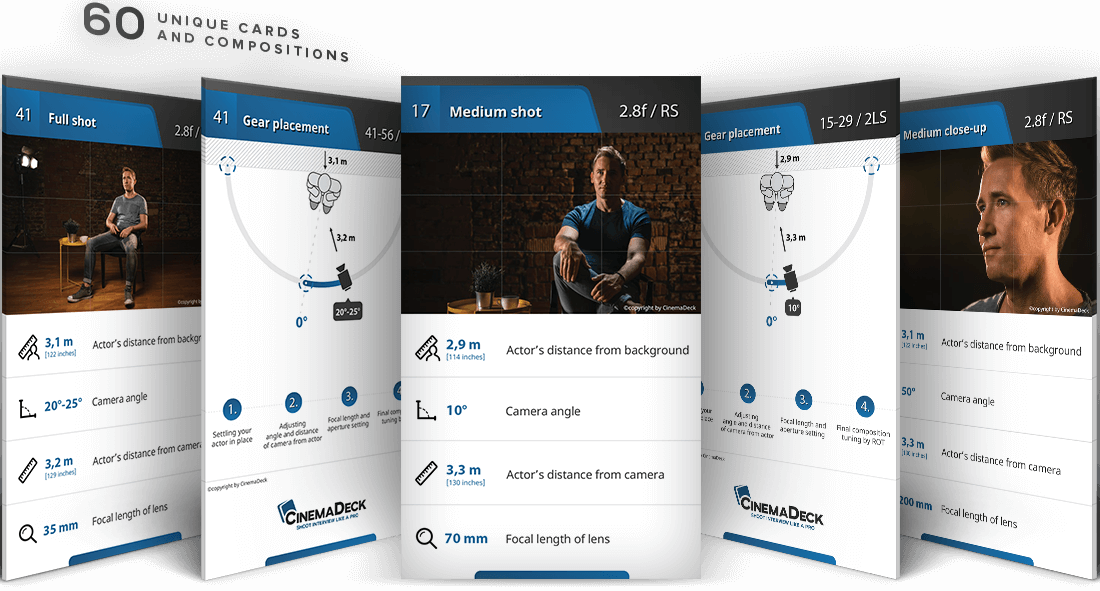 60 UNIQUE CARDS
AND COMPOSITIONS
41 Full shot 2.8f /
©copyright by CinemaDeck
3,1 m
[122 inches]
Actor's distance from
20°-25° Camera angle
3,2 m
[129 inches]
Actor's distance from camera
35 mm Focal length of lens
41 Gear placement 41-56 /
3,1 m
3,2 m
20°-25°
0°
1.
Settling your
actor in place
2.
Adjusting
angle and distance
of camera from actor
3.
Focal length and
aperture setting
©copyright by CinemaDeck
CINEMADECK
SHOOT INTERVIEW LIKE A PRO
17 Medium shot 2.8f / RS
©copyright by CinemaDeck
2,9 m
[114 inches]
Actor's distance from background
10° Camera angle
3,3 m
[130 inches]
Actor's distance from camera
70 mm Focal length of lens
Gear placement 15-29 / 2LS
2,9 m
3,3 m
10°
0°
2.
Adjusting
angle and distance
of camera from actor
3.
Focal length and
aperture setting
4.
Final composition
tuning by ROT
CINEMADECK
SHOOT INTERVIEW LIKE A PRO
Medium close-up 2.8f / RS
©copyright by CinemaDeck
3,1 m
Actor's distance from background
50° Camera angle
3,3 m
Actor's distance from camera
200 mm Focal length of lens